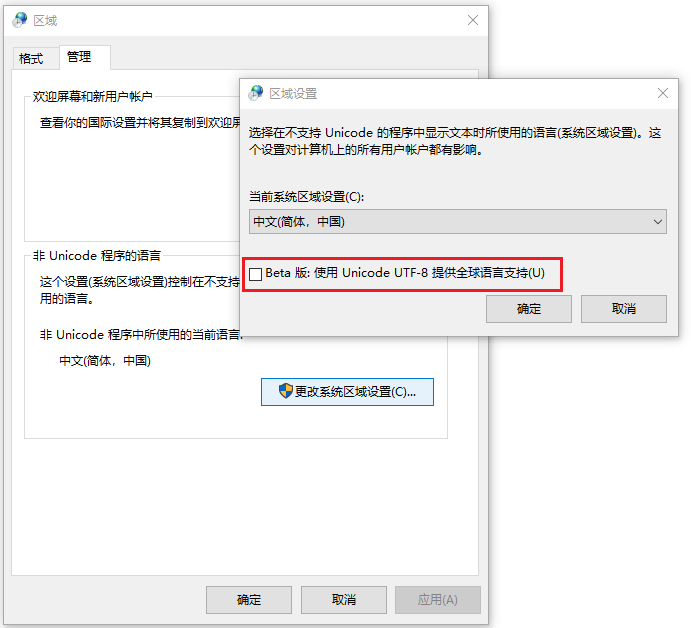 区域
格式
管理
欢迎屏幕和新用户帐户
查看你的国际设置并将其复制到欢迎屏
非 Unicode 程序的语言
这个设置(系统区域设置)控制在不支持
用的语言。
非 Unicode 程序中所使用的当前语言:
中文(简体，中国)
更改系统区域设置(C)...
确定
取消
应用(A)
区域设置
选择在不支持 Unicode 的程序中显示文本时所使用的语言(系统区域设置)。这
个设置对计算机上的所有用户帐户都有影响。
当前系统区域设置(C):
中文(简体，中国)
Beta 版: 使用 Unicode UTF-8 提供全球语言支持(U)
确定
取消